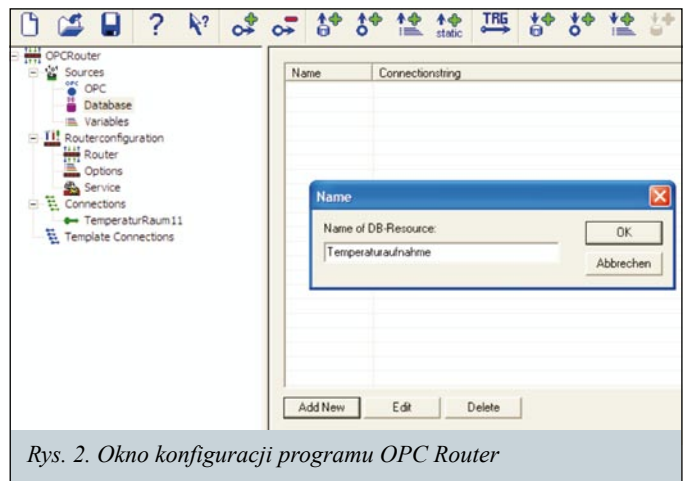 static
TRG
OPCRouter
Sources
OPC
Database
Variables
Routerconfiguration
Router
Options
Service
Connections
TemperaturRaum11
Template Connections
Name Connectionstring
Name
Name of DB-Resource:
Temperaturaufnahme
OK
Abbrechen
Add New Edit Delete
Rys. 2. Okno konfiguracji programu OPC Router